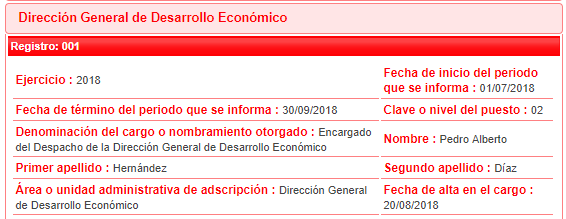 Dirección General de Desarrollo Económico
Registro: 001
Ejercicio : 2018
Fecha de inicio del periodo
que se informa : 01/07/2018
Fecha de término del periodo que se informa : 30/09/2018
Clave o nivel del puesto : 02
Denominación del cargo o nombramiento otorgado : Encargado
del Despacho de la Dirección General de Desarrollo Económico
Nombre : Pedro Alberto
Primer apellido : Hernández
Segundo apellido : Díaz
Área o unidad administrativa de adscripción : Dirección General
de Desarrollo Económico
Fecha de alta en el cargo :
20/08/2018